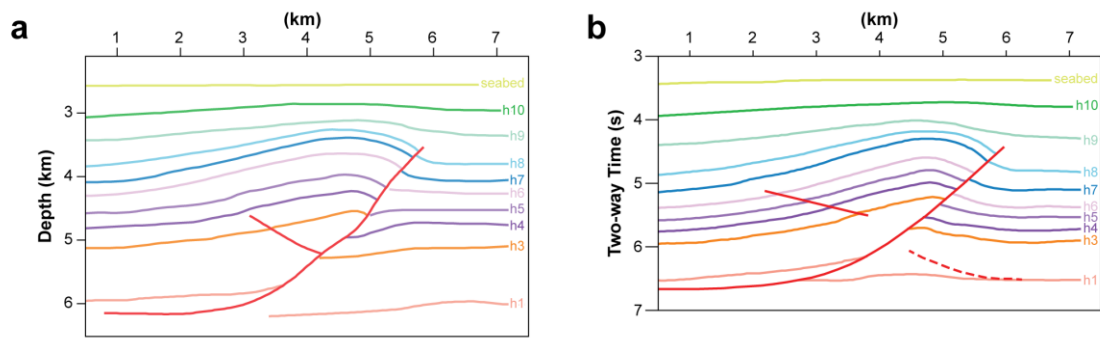 a
(km)
1 2 3 4 5 6 7
Depth (km)
3
4
5
6
seabed
h10
h9
h8
h7
h6
h5
h4
h3
h1
b
(km)
1 2 3 4 5 6 7
Two-way Time (s)
3
4
5
6
7
seabed
h10
h9
h8
h7
h6
h5
h4
h3
h1